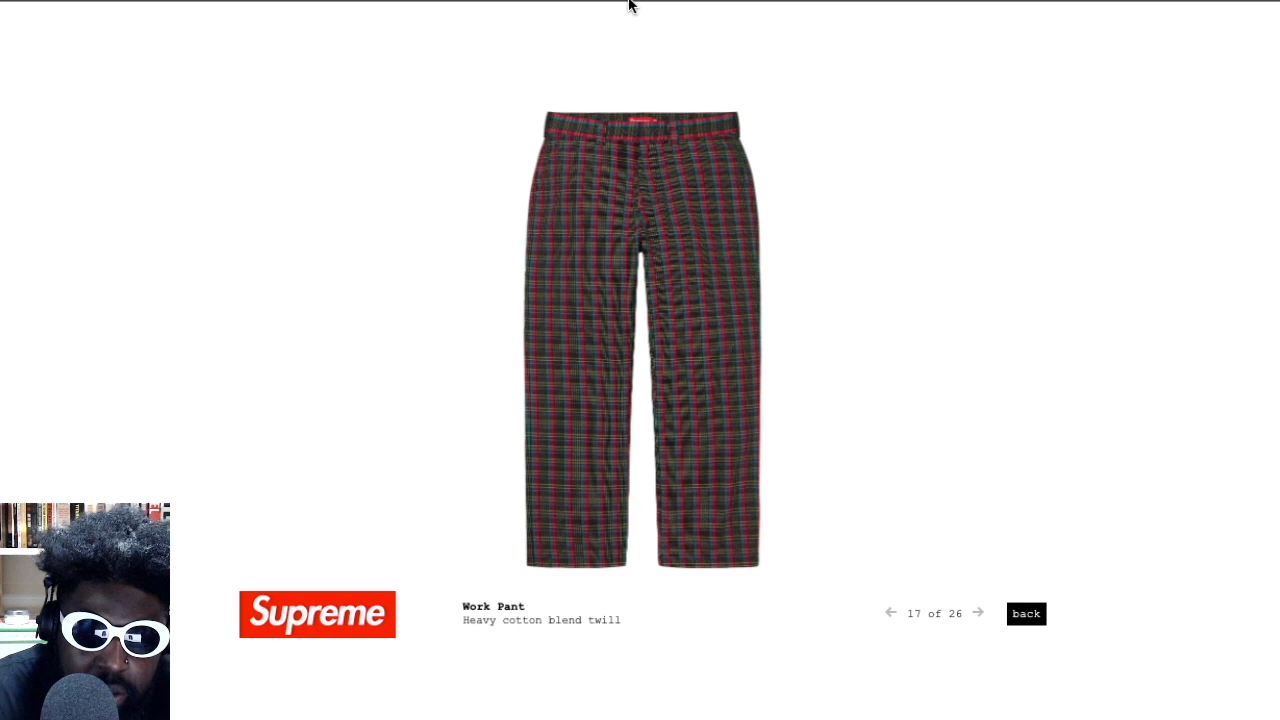 Supreme
Work Pant
Heavy cotton blend twill
17 of 26
back